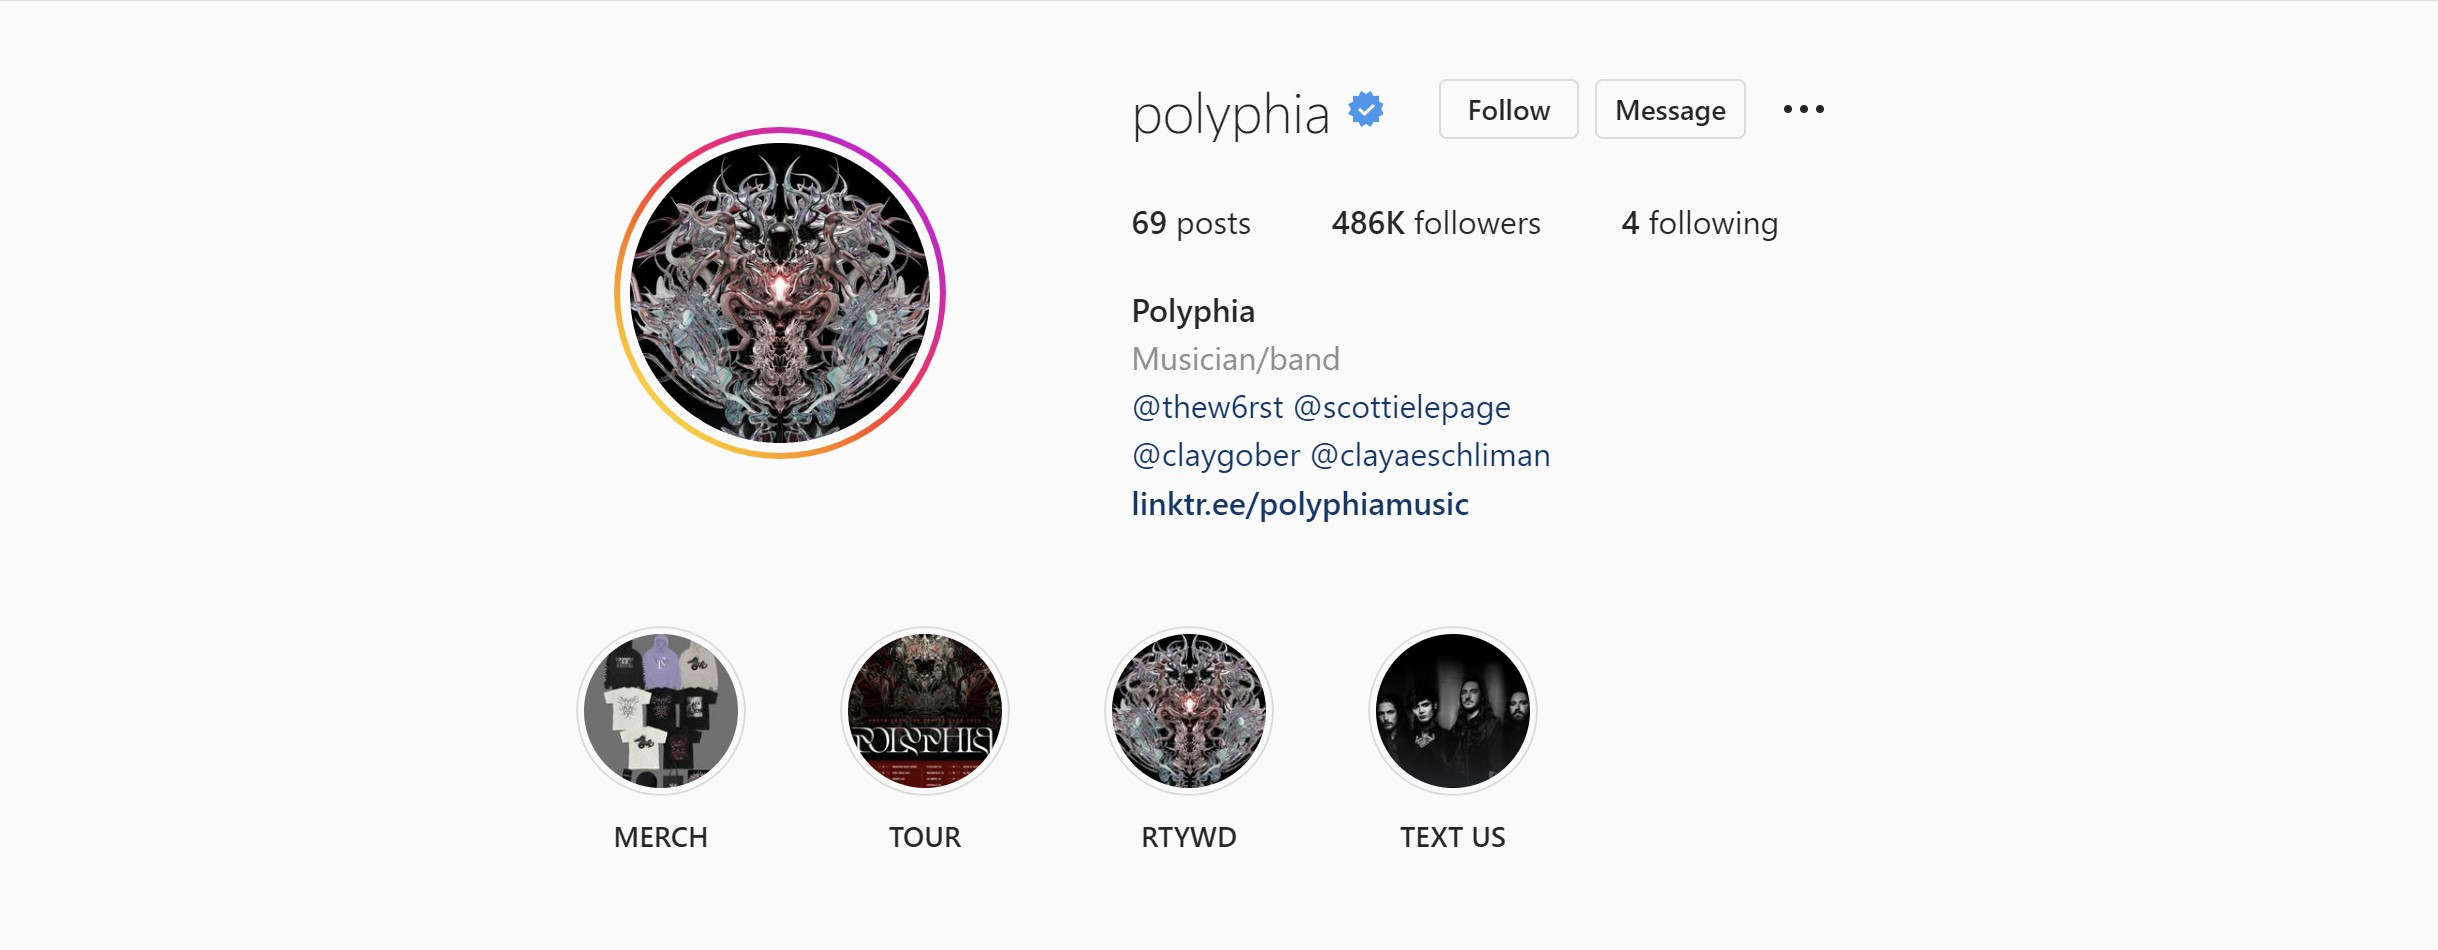 polyphia
Follow
Message
69 posts
486K followers
4 following
Polyphia
Musician/band
@thew6rst @scottielepage
@claygober @clayaeschliman
linktr.ee/polyphiamusic
POLYPHIA
MERCH
TOUR
RTYWD
TEXT US